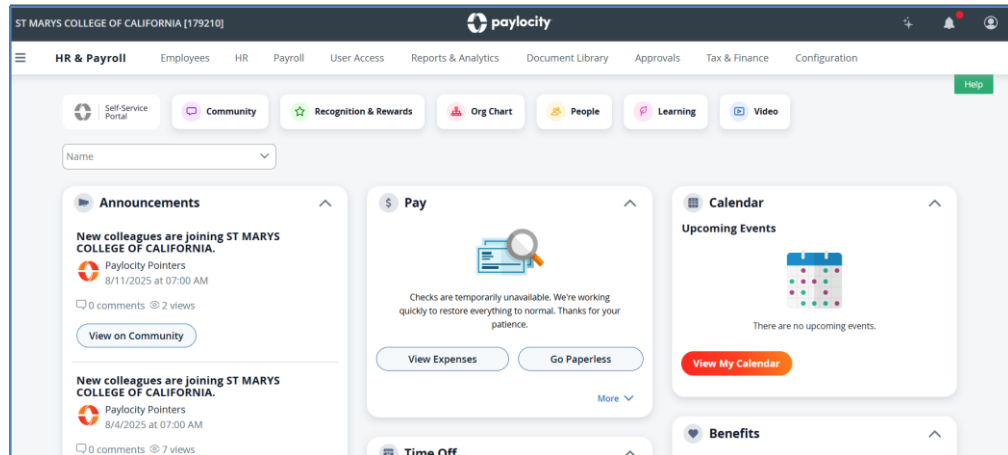 ST MARYS COLLEGE OF CALIFORNIA [179210]
paylocity
HR & Payroll
Employees
HR
Payroll
User Access
Reports & Analytics
Document Library
Approvals
Tax & Finance
Configuration
Help
Self-Service
Portal
Community
Recognition & Rewards
Org Chart
People
Learning
Video
Name
Announcements
New colleagues are joining ST MARYS
COLLEGE OF CALIFORNIA.
Paylocity Pointers
8/11/2025 at 07:00 AM
0 comments 2 views
View on Community
New colleagues are joining ST MARYS
COLLEGE OF CALIFORNIA.
Paylocity Pointers
8/4/2025 at 07:00 AM
0 comments 7 views
$ Pay
Checks are temporarily unavailable. We're working
quickly to restore everything to normal. Thanks for your
patience.
View Expenses
Go Paperless
More
Time Off
Calendar
Upcoming Events
There are no upcoming events.
View My Calendar
Benefits